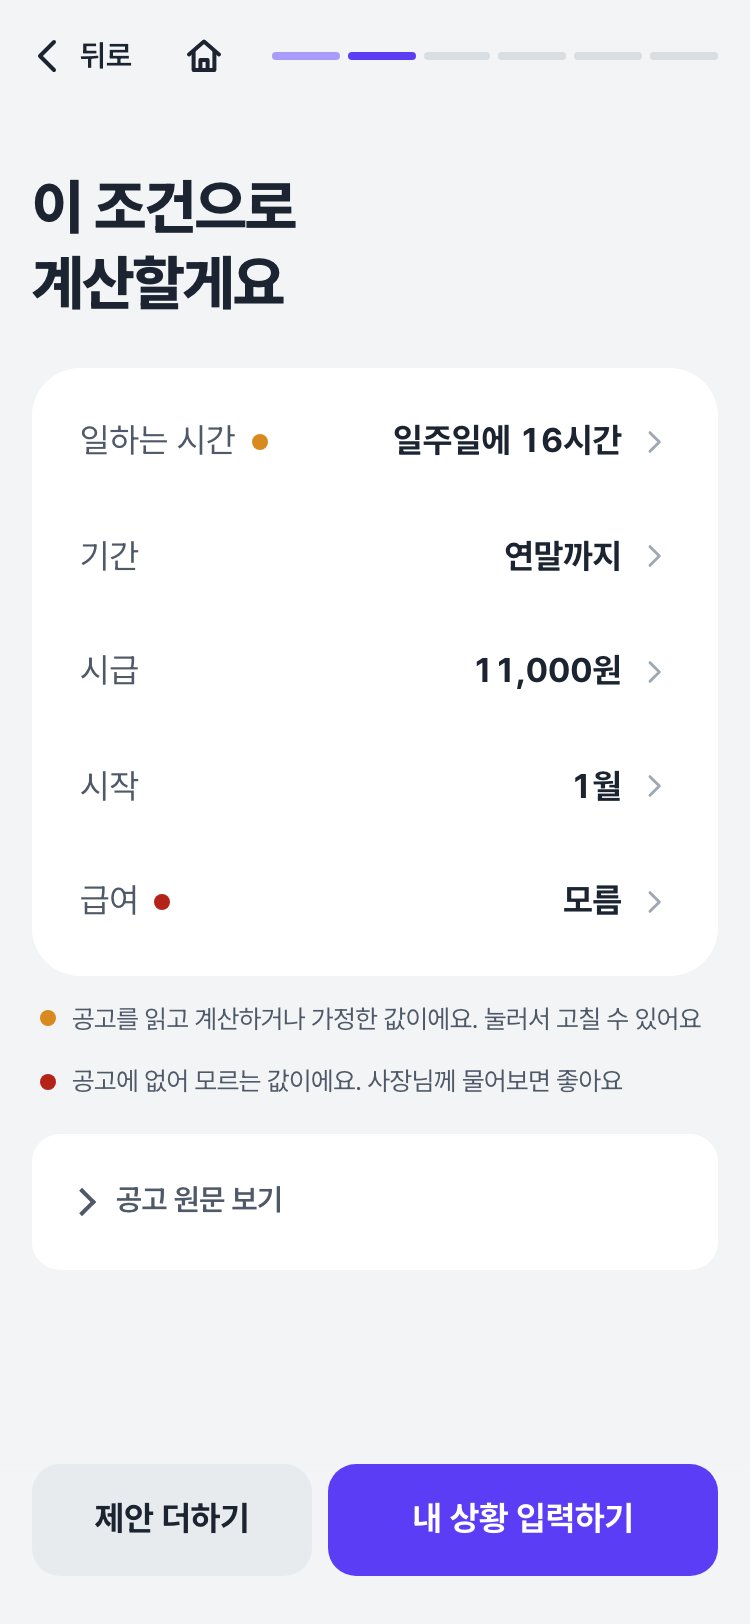 뒤로
이 조건으로
계산할게요
일하는 시간 일주일에 16시간
기간 연말까지
시급 11,000원
시작 1월
급여 모름
공고를 읽고 계산하거나 가정한 값이에요. 눌러서 고칠 수 있어요
공고에 없어 모르는 값이에요. 사장님께 물어보면 좋아요
공고 원문 보기
제안 더하기 내 상황 입력하기